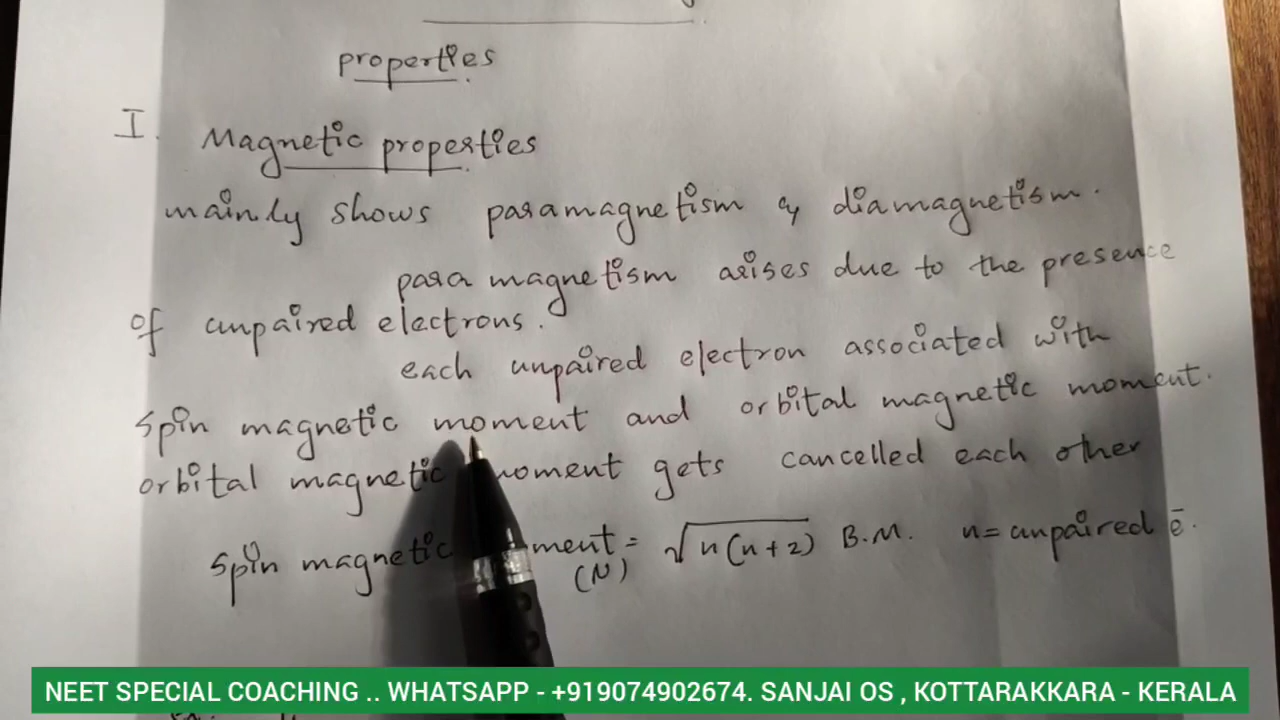 properties
I. Magnetic properties
mainly shows paramagnetism & diamagnetism.
para magnetism arises due to the presence
of unpaired electrons.
each unpaired electron associated with
Spin magnetic moment and orbital magnetic moment.
orbital magnetic moment gets cancelled each other
Spin magnetic ment = √n(n+2) B.M. n = unpaired ē.
(μ)
NEET SPECIAL COACHING .. WHATSAPP - +919074902674. SANJAI OS , KOTTARAKKARA - KERALA